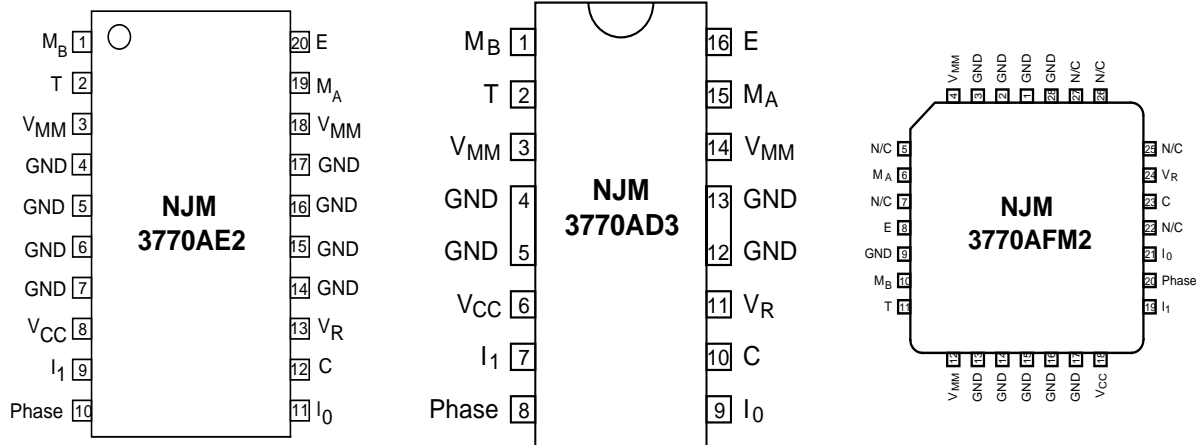 MB 1
T 2
VMM 3
GND 4
GND 5
GND 6
GND 7
VCC 8
I1 9
Phase 10
NJM
3770AE2
20 E
19 MA
18 VMM
17 GND
16 GND
15 GND
14 GND
13 VR
12 C
11 I0
MB 1
T 2
VMM 3
GND 4
GND 5
VCC 6
I1 7
Phase 8
NJM
3770AD3
16 E
15 MA
14 VMM
13 GND
12 GND
11 VR
10 C
9 I0
VMM 4
GND 3
GND 2
GND 1
GND 28
N/C 27
N/C 26
N/C 5
MA 6
N/C 7
E 8
GND 9
MB 10
T 11
NJM
3770AFM2
25 N/C
24 VR
23 C
22 N/C
21 I0
20 Phase
19 I1
12 VMM
13 GND
14 GND
15 GND
16 GND
17 GND
18 VCC